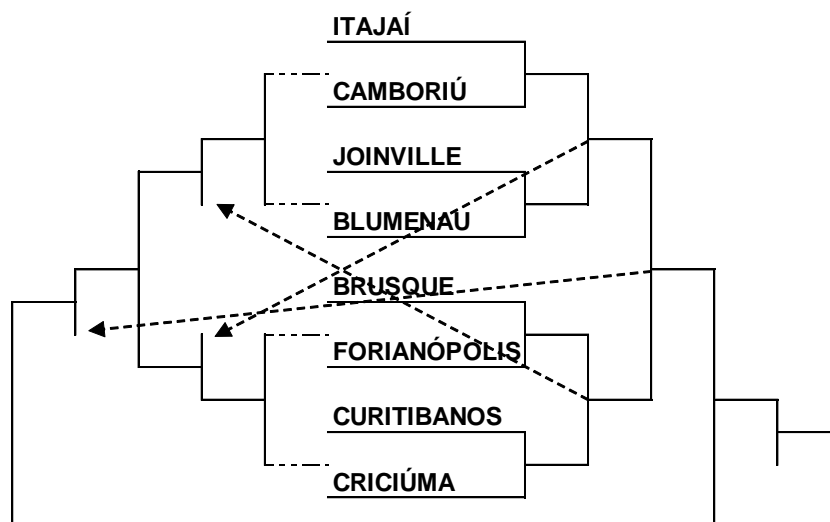 ITAJAÍ
CAMBORIÚ
JOINVILLE
BLUMENAU
BRUSQUE
FORIANÓPOLIS
CURITIBANOS
CRICIÚMA